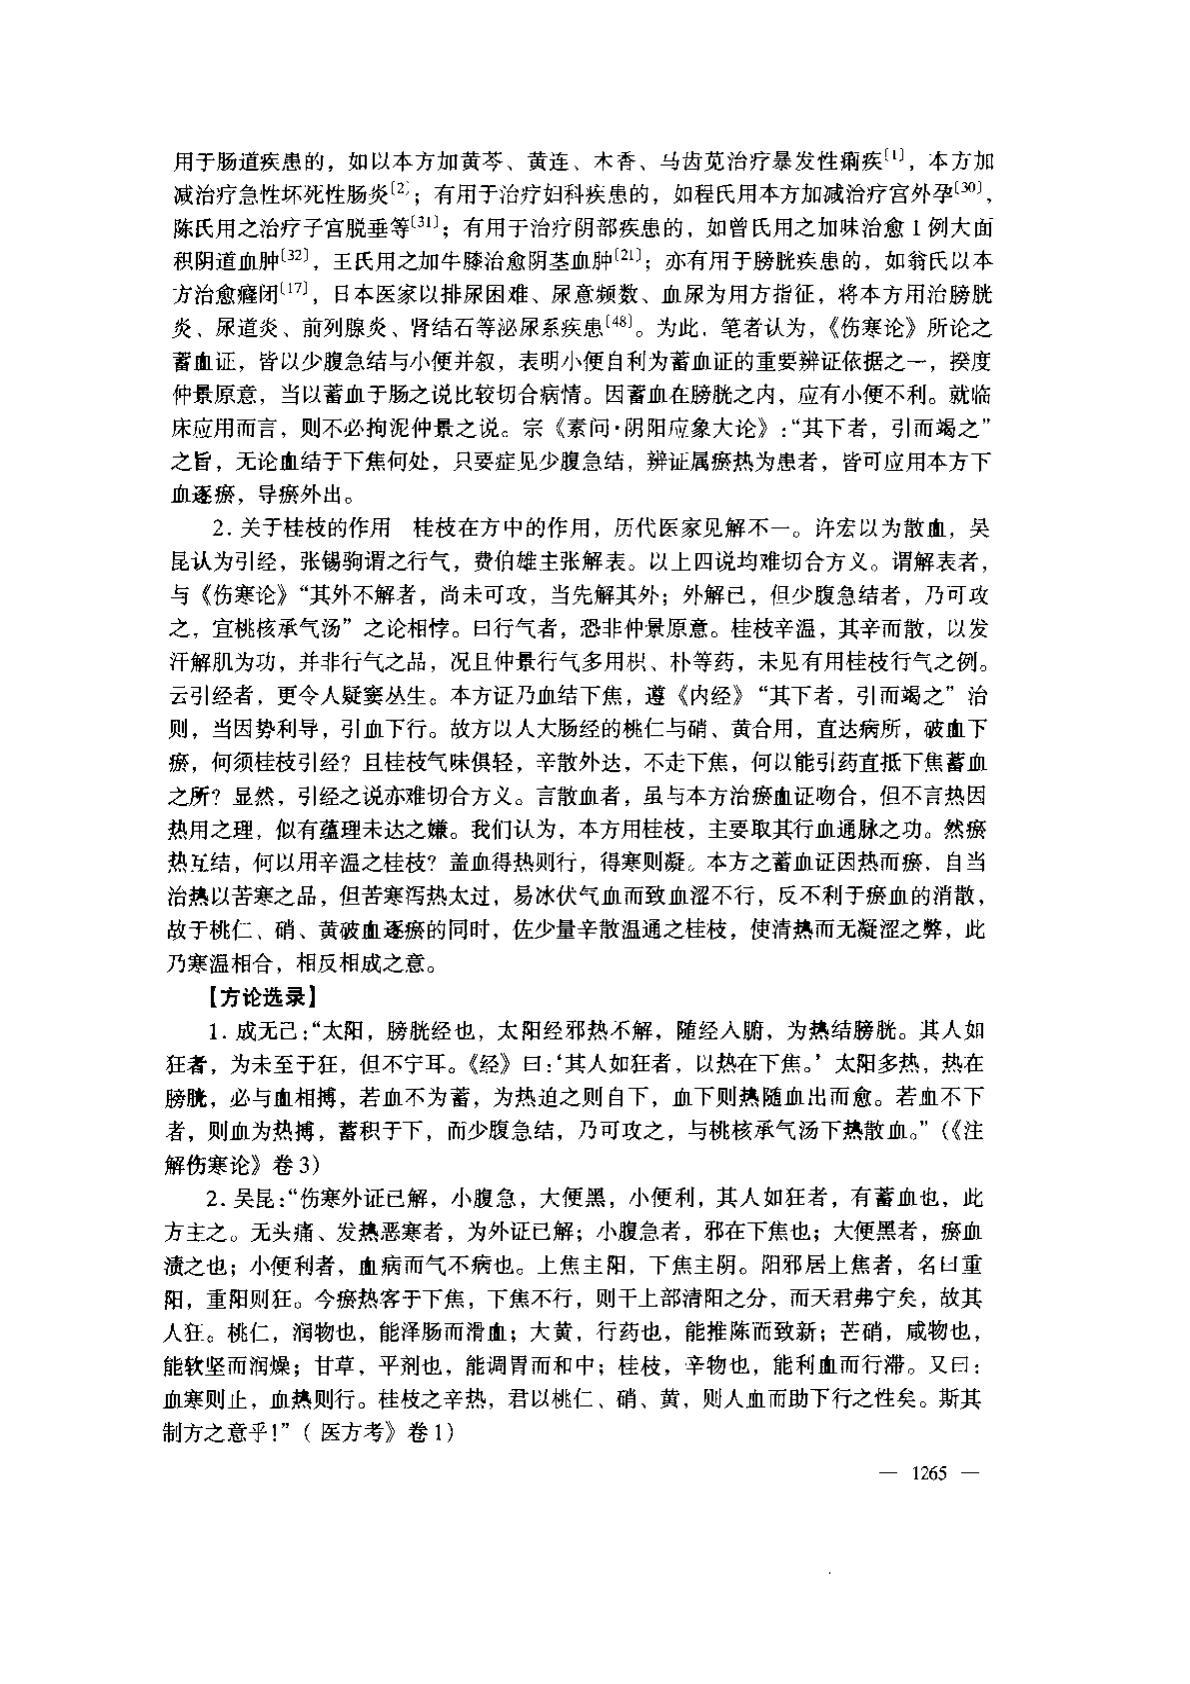 用于肠道疾患的，如以本方加黄芩、黄连、木香、马齿苋治疗暴发性痢疾〔1〕，本方加
减治疗急性坏死性肠炎〔2〕；有用于治疗妇科疾患的，如程氏用本方加减治疗宫外孕〔30〕，
陈氏用之治疗子宫脱垂等〔31〕；有用于治疗阴部疾患的，如曾氏用之加味治愈1例大面
积阴道血肿〔32〕，王氏用之加牛膝治愈阴茎血肿〔21〕；亦有用于膀胱疾患的，如翁氏以本
方治愈癃闭〔17〕，日本医家以排尿困难、尿意频数、血尿为用方指征，将本方用治膀胱
炎、尿道炎、前列腺炎、肾结石等泌尿系疾患〔48〕。为此，笔者认为，《伤寒论》所论之
蓄血证，皆以少腹急结与小便并叙，表明小便自利为蓄血证的重要辨证依据之一，揆度
仲景原意，当以蓄血于肠之说比较切合病情。因蓄血在膀胱之内，应有小便不利。就临
床应用而言，则不必拘泥仲景之说。宗《素问·阴阳应象大论》：“其下者，引而竭之”
之旨，无论血结于下焦何处，只要症见少腹急结，辨证属瘀热为患者，皆可应用本方下
血逐瘀，导瘀外出。
2. 关于桂枝的作用　桂枝在方中的作用，历代医家见解不一。许宏以为散血，吴
昆认为引经，张锡驹谓之行气，费伯雄主张解表。以上四说均难切合方义。谓解表者，
与《伤寒论》“其外不解者，尚未可攻，当先解其外；外解已，但少腹急结者，乃可攻
之，宜桃核承气汤”之论相悖。曰行气者，恐非仲景原意。桂枝辛温，其辛而散，以发
汗解肌为功，并非行气之品，况且仲景行气多用枳、朴等药，未见有用桂枝行气之例。
云引经者，更令人疑窦丛生。本方证乃血结下焦，遵《内经》“其下者，引而竭之”治
则，当因势利导，引血下行。故方以人大肠经的桃仁与硝、黄合用，直达病所，破血下
瘀，何须桂枝引经？且桂枝气味俱轻，辛散外达，不走下焦，何以能引药直抵下焦蓄血
之所？显然，引经之说亦难切合方义。言散血者，虽与本方治瘀血证吻合，但不言热因
热用之理，似有蕴理未达之嫌。我们认为，本方用桂枝，主要取其行血通脉之功。然瘀
热互结，何以用辛温之桂枝？盖血得热则行，得寒则凝。本方之蓄血证因热而瘀，自当
治热以苦寒之品，但苦寒泻热太过，易冰伏气血而致血涩不行，反不利于瘀血的消散，
故于桃仁、硝、黄破血逐瘀的同时，佐少量辛散温通之桂枝，使清热而无凝涩之弊，此
乃寒温相合，相反相成之意。
【方论选录】
1. 成无己：“太阳，膀胱经也，太阳经邪热不解，随经入腑，为热结膀胱。其人如
狂者，为未至于狂，但不宁耳。《经》曰：‘其人如狂者，以热在下焦。’太阳多热，热在
膀胱，必与血相搏，若血不为蓄，为热迫之则自下，血下则热随血出而愈。若血不下
者，则血为热搏，蓄积于下，而少腹急结，乃可攻之，与桃核承气汤下热散血。”（《注
解伤寒论》卷3）
2. 吴昆：“伤寒外证已解，小腹急，大便黑，小便利，其人如狂者，有蓄血也，此
方主之。无头痛、发热恶寒者，为外证已解；小腹急者，邪在下焦也；大便黑者，瘀血
渍之也；小便利者，血病而气不病也。上焦主阳，下焦主阴。阳邪居上焦者，名曰重
阳，重阳则狂。今瘀热客于下焦，下焦不行，则干上部清阳之分，而天君弗宁矣，故其
人狂。桃仁，润物也，能泽肠而滑血；大黄，行药也，能推陈而致新；芒硝，咸物也，
能软坚而润燥；甘草，平剂也，能调胃而和中；桂枝，辛物也，能利血而行滞。又曰：
血寒则止，血热则行。桂枝之辛热，君以桃仁、硝、黄，则人血而助下行之性矣。斯其
制方之意乎！”（ 医方考》卷1）
— 1265 —